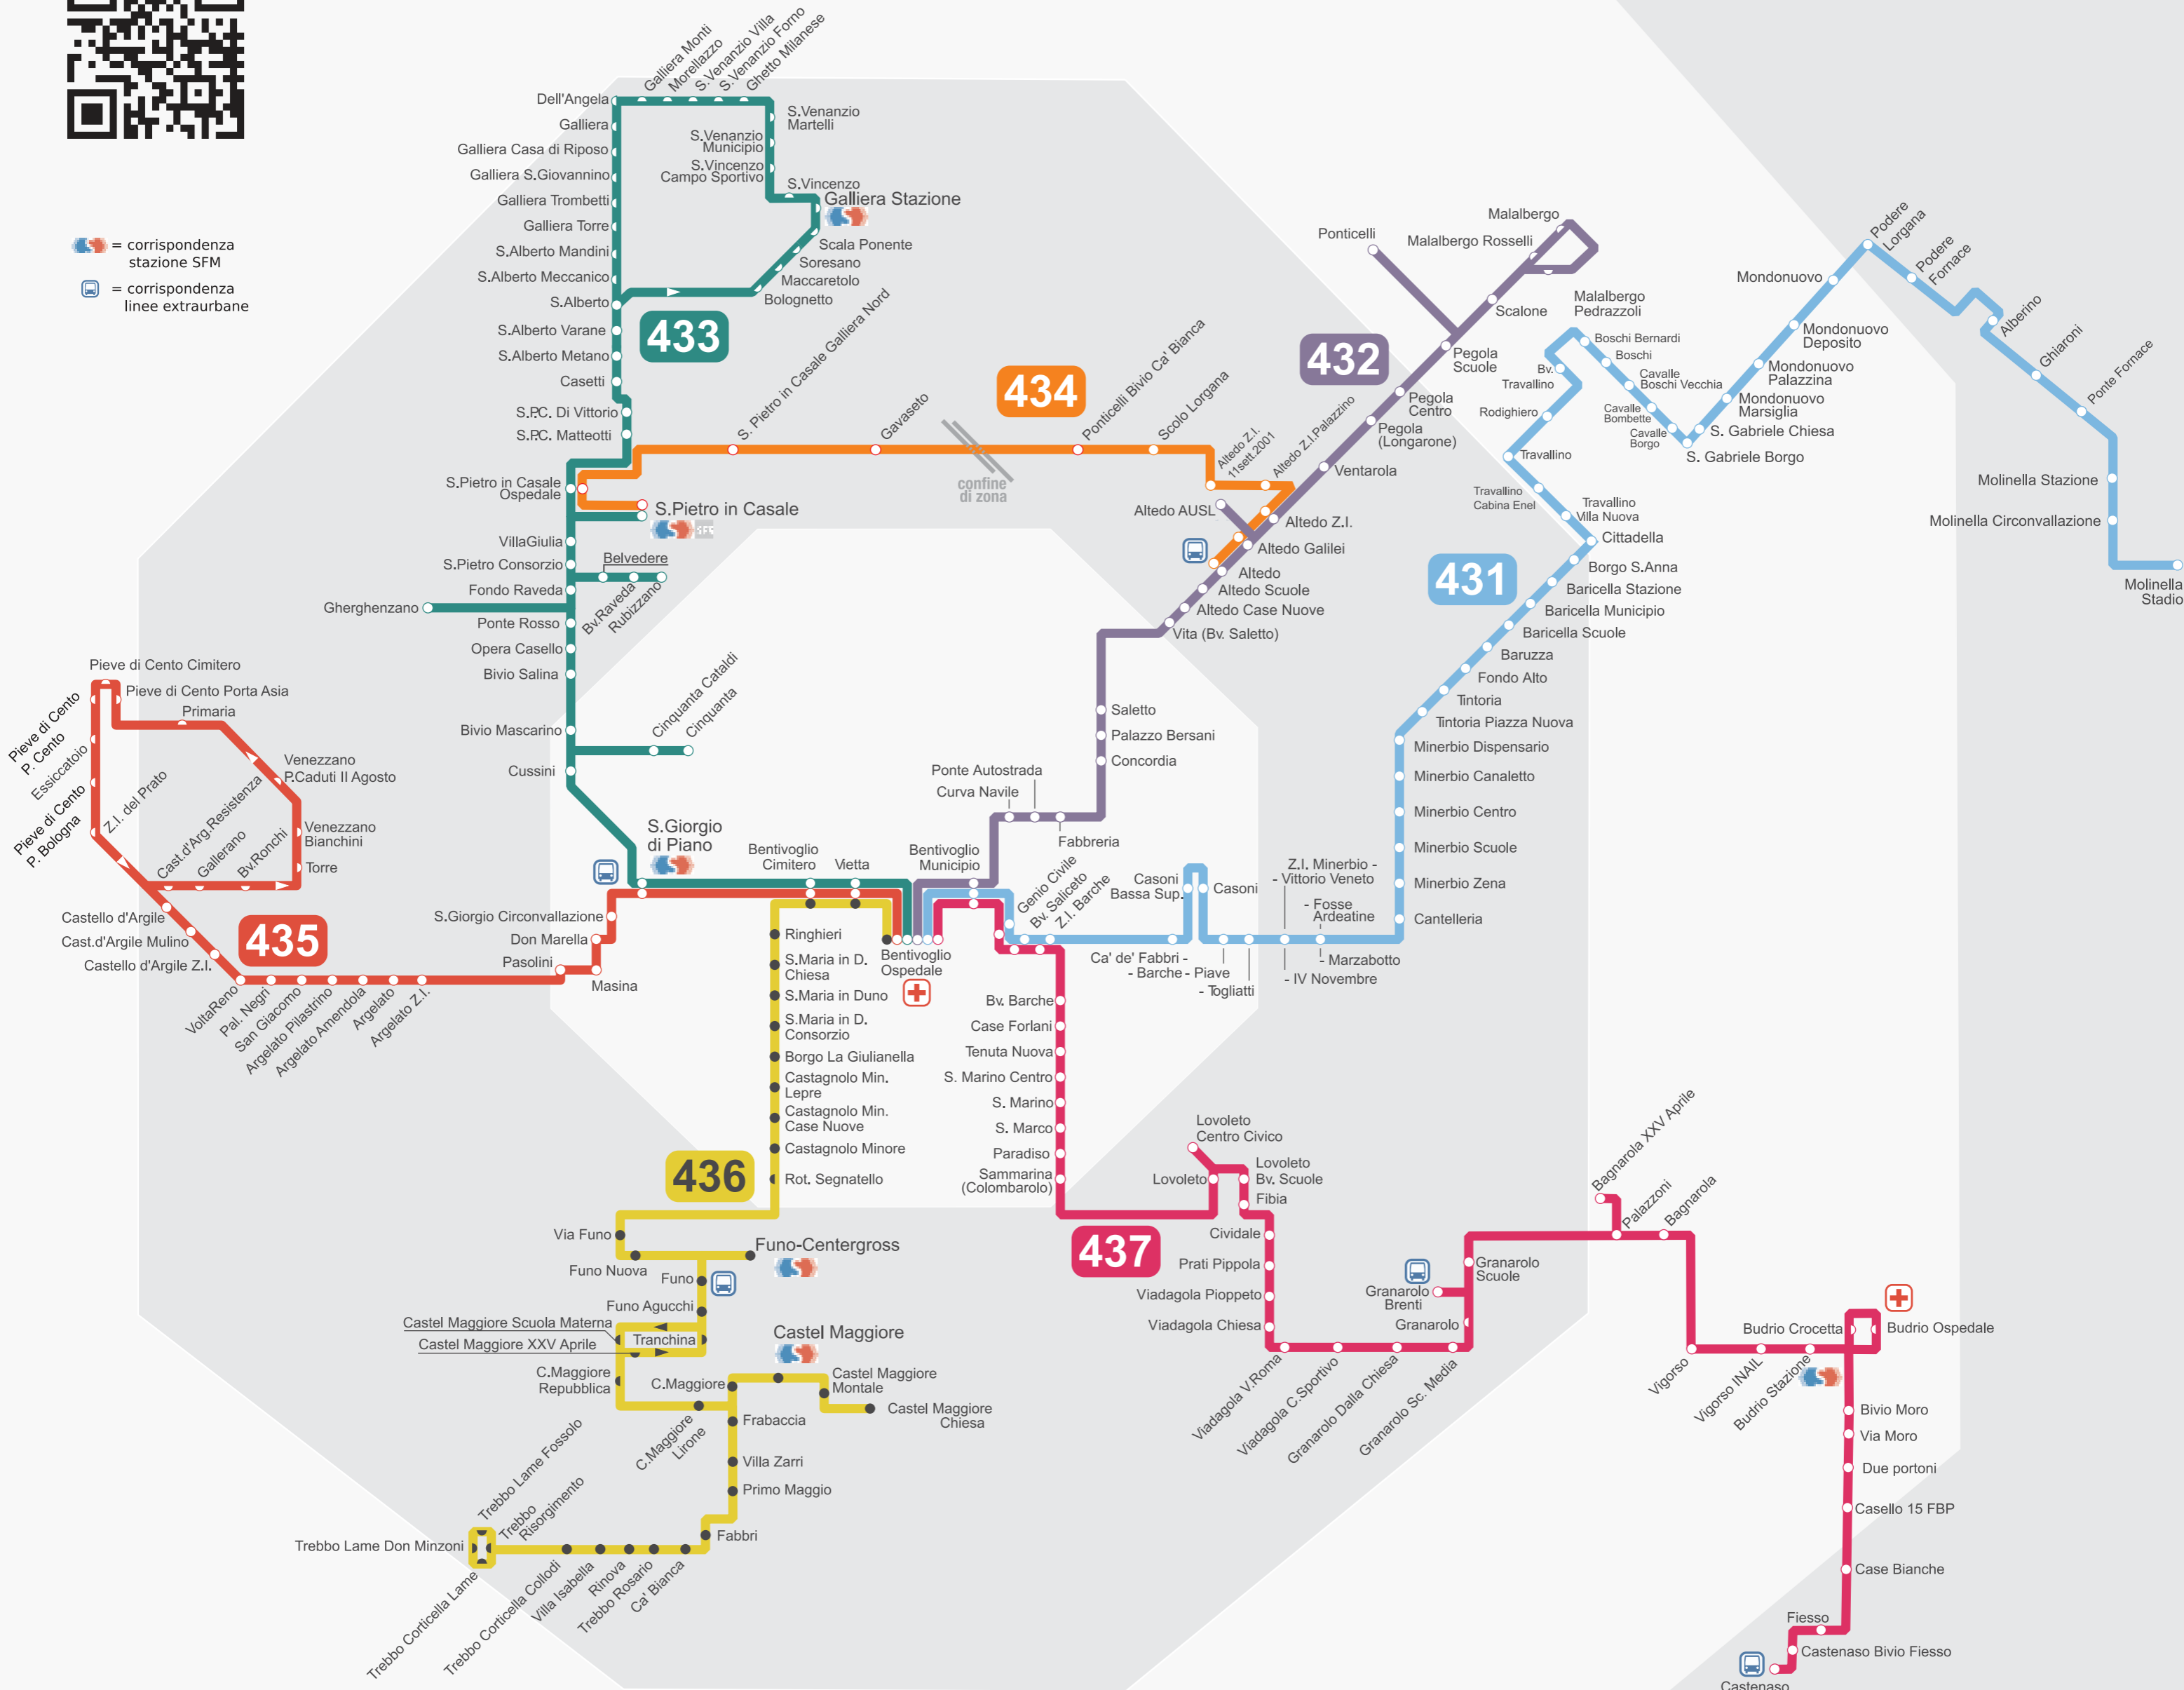 = corrispondenza
stazione SFM
= corrispondenza
linee extraurbane
Galliera Monti
Morellazzo
S.Venanzio Villa
S.Venanzio Forno
Ghetto Milanese
Dell'Angela
Galliera
Galliera Casa di Riposo
Galliera S.Giovannino
Galliera Trombetti
Galliera Torre
S.Alberto Mandini
S.Alberto Meccanico
S.Alberto
S.Alberto Varane
S.Alberto Metano
Casetti
S.P.C. Di Vittorio
S.P.C. Matteotti
S.Venanzio
Martelli
S.Venanzio
Municipio
S.Vincenzo
Campo Sportivo
S.Vincenzo
Galliera Stazione
Scala Ponente
Soresano
Maccaretolo
Bolognetto
433
S.Pietro in Casale
Ospedale
S.Pietro in Casale
VillaGiulia
S.Pietro Consorzio
Belvedere
Bv.Raveda
Rubizzano
Fondo Raveda
Gherghenzano
Ponte Rosso
Opera Casello
Bivio Salina
Bivio Mascarino
Cinquanta Cataldi
Cinquanta
Cussini
S.Giorgio
di Piano
S. Pietro in Casale Galliera Nord
Gavaseto
434
confine
di zona
Ponticelli Bivio Ca' Bianca
Scolo Lorgana
Altedo Z.I.
11sett.2001
Altedo Z.I.Palazzino
432
Ponticelli
Malalbergo
Malalbergo Rosselli
Scalone
Pegola
Scuole
Pegola
Centro
Pegola
(Longarone)
Ventarola
Altedo AUSL
Altedo Z.I.
Altedo Galilei
Altedo
Altedo Scuole
Altedo Case Nuove
Vita (Bv. Saletto)
Saletto
Palazzo Bersani
Concordia
Ponte Autostrada
Curva Navile
Fabbreria
Bentivoglio
Municipio
Bentivoglio
Cimitero
Vietta
Bentivoglio
Ospedale
431
Podere
Lorgana
Podere
Fornace
Alberino
Ghiaroni
Ponte Fornace
Molinella Stazione
Molinella Circonvallazione
Molinella
Stadio
Mondonuovo
Mondonuovo
Deposito
Mondonuovo
Palazzina
Mondonuovo
Marsiglia
S. Gabriele Chiesa
S. Gabriele Borgo
Malalbergo
Pedrazzoli
Boschi Bernardi
Boschi
Cavalle
Boschi Vecchia
Cavalle
Bombette
Cavalle
Borgo
Bv.
Travallino
Rodighiero
Travallino
Travallino
Cabina Enel
Travallino
Villa Nuova
Cittadella
Borgo S.Anna
Baricella Stazione
Baricella Municipio
Baricella Scuole
Baruzza
Fondo Alto
Tintoria
Tintoria Piazza Nuova
Minerbio Dispensario
Minerbio Canaletto
Minerbio Centro
Minerbio Scuole
Minerbio Zena
Cantelleria
Z.I. Minerbio -
- Vittorio Veneto
- Fosse
Ardeatine
- Marzabotto
- IV Novembre
- Togliatti
- Piave
Ca' de' Fabbri -
- Barche
Casoni
Casoni
Bassa Sup.
Genio Civile
Bv. Saliceto
Z.I. Barche
Pieve di Cento Cimitero
Pieve di Cento Porta Asia
Primaria
Pieve di Cento
P. Cento
Essiccatoio
Pieve di Cento
P. Bologna
Z.I. del Prato
Cast.d'Arg.Resistenza
Gallerano
Bv.Ronchi
Venezzano
P.Caduti II Agosto
Venezzano
Bianchini
Torre
Castello d'Argile
Cast.d'Argile Mulino
Castello d'Argile Z.I.
435
VoltaReno
Pal. Negri
San Giacomo
Argelato Pilastrino
Argelato Amendola
Argelato
Argelato Z.I.
S.Giorgio Circonvallazione
Don Marella
Pasolini
Masina
Ringhieri
S.Maria in D.
Chiesa
S.Maria in Duno
S.Maria in D.
Consorzio
Borgo La Giulianella
Castagnolo Min.
Lepre
Castagnolo Min.
Case Nuove
Castagnolo Minore
Rot. Segnatello
436
Via Funo
Funo Nuova
Funo-Centergross
Funo
Funo Agucchi
Castel Maggiore Scuola Materna
Tranchina
Castel Maggiore XXV Aprile
C.Maggiore
Repubblica
C.Maggiore
Lirone
C.Maggiore
Castel Maggiore
Castel Maggiore
Montale
Castel Maggiore
Chiesa
Frabaccia
Villa Zarri
Primo Maggio
Fabbri
Trebbo Lame Fossolo
Trebbo
Risorgimento
Trebbo Lame Don Minzoni
Trebbo Corticella Lame
Trebbo Corticella Collodi
Villa Isabella
Rinova
Trebbo Rosario
Ca' Bianca
Bv. Barche
Case Forlani
Tenuta Nuova
S. Marino Centro
S. Marino
S. Marco
Paradiso
Sammarina
(Colombarolo)
437
Lovoleto
Centro Civico
Lovoleto
Lovoleto
Bv. Scuole
Fibia
Cividale
Prati Pippola
Viadagola Pioppeto
Viadagola Chiesa
Viadagola V.Roma
Viadagola C.Sportivo
Granarolo Dalla Chiesa
Granarolo Sc. Media
Granarolo
Granarolo
Brenti
Granarolo
Scuole
Bagnarola XXV Aprile
Palazzoni
Bagnarola
Vigorso
Vigorso INAIL
Budrio Stazione
Budrio Crocetta
Budrio Ospedale
Bivio Moro
Via Moro
Due portoni
Casello 15 FBP
Case Bianche
Fiesso
Castenaso Bivio Fiesso
Castenaso